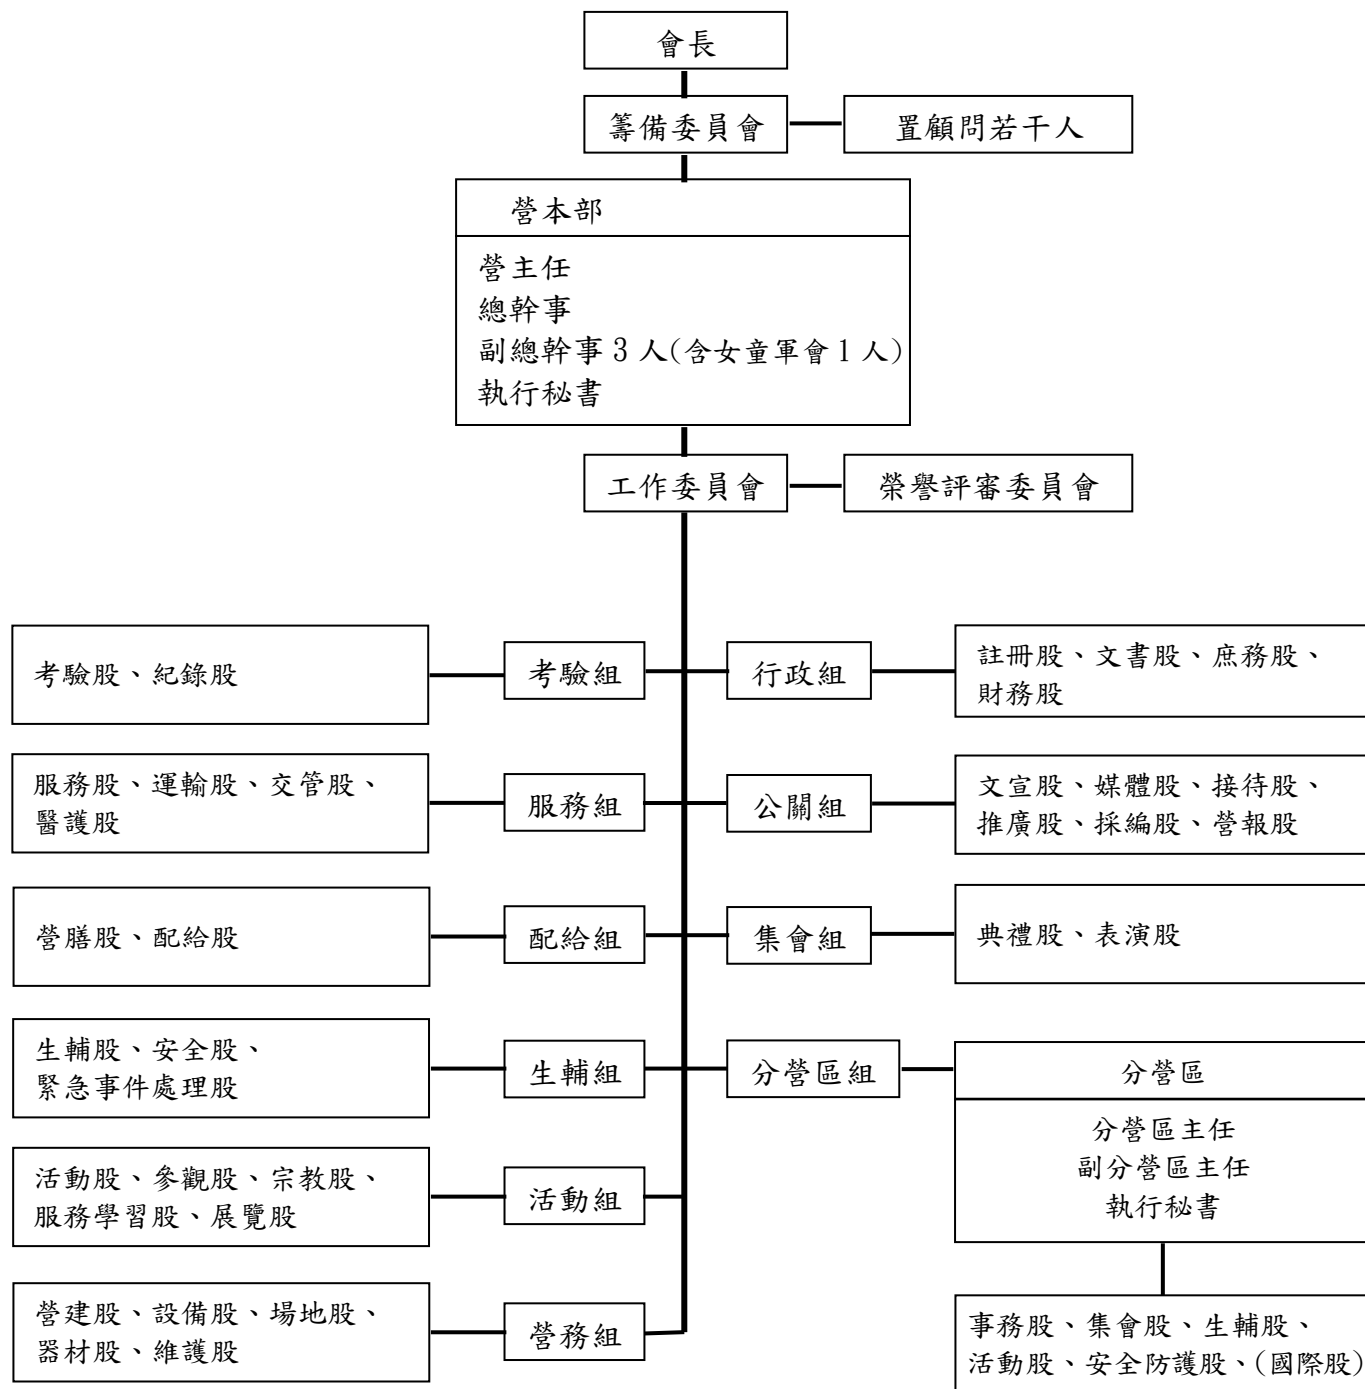 會長
籌備委員會
置顧問若干人
營本部
營主任
總幹事
副總幹事3人(含女童軍會1人)
執行秘書
工作委員會
榮譽評審委員會
考驗股、紀錄股
考驗組
行政組
註冊股、文書股、庶務股、
財務股
服務股、運輸股、交管股、
醫護股
服務組
公關組
文宣股、媒體股、接待股、
推廣股、採編股、營報股
營膳股、配給股
配給組
集會組
典禮股、表演股
生輔股、安全股、
緊急事件處理股
生輔組
分營區組
分營區
分營區主任
副分營區主任
執行秘書
活動股、參觀股、宗教股、
服務學習股、展覽股
活動組
營建股、設備股、場地股、
器材股、維護股
營務組
事務股、集會股、生輔股、
活動股、安全防護股、(國際股)